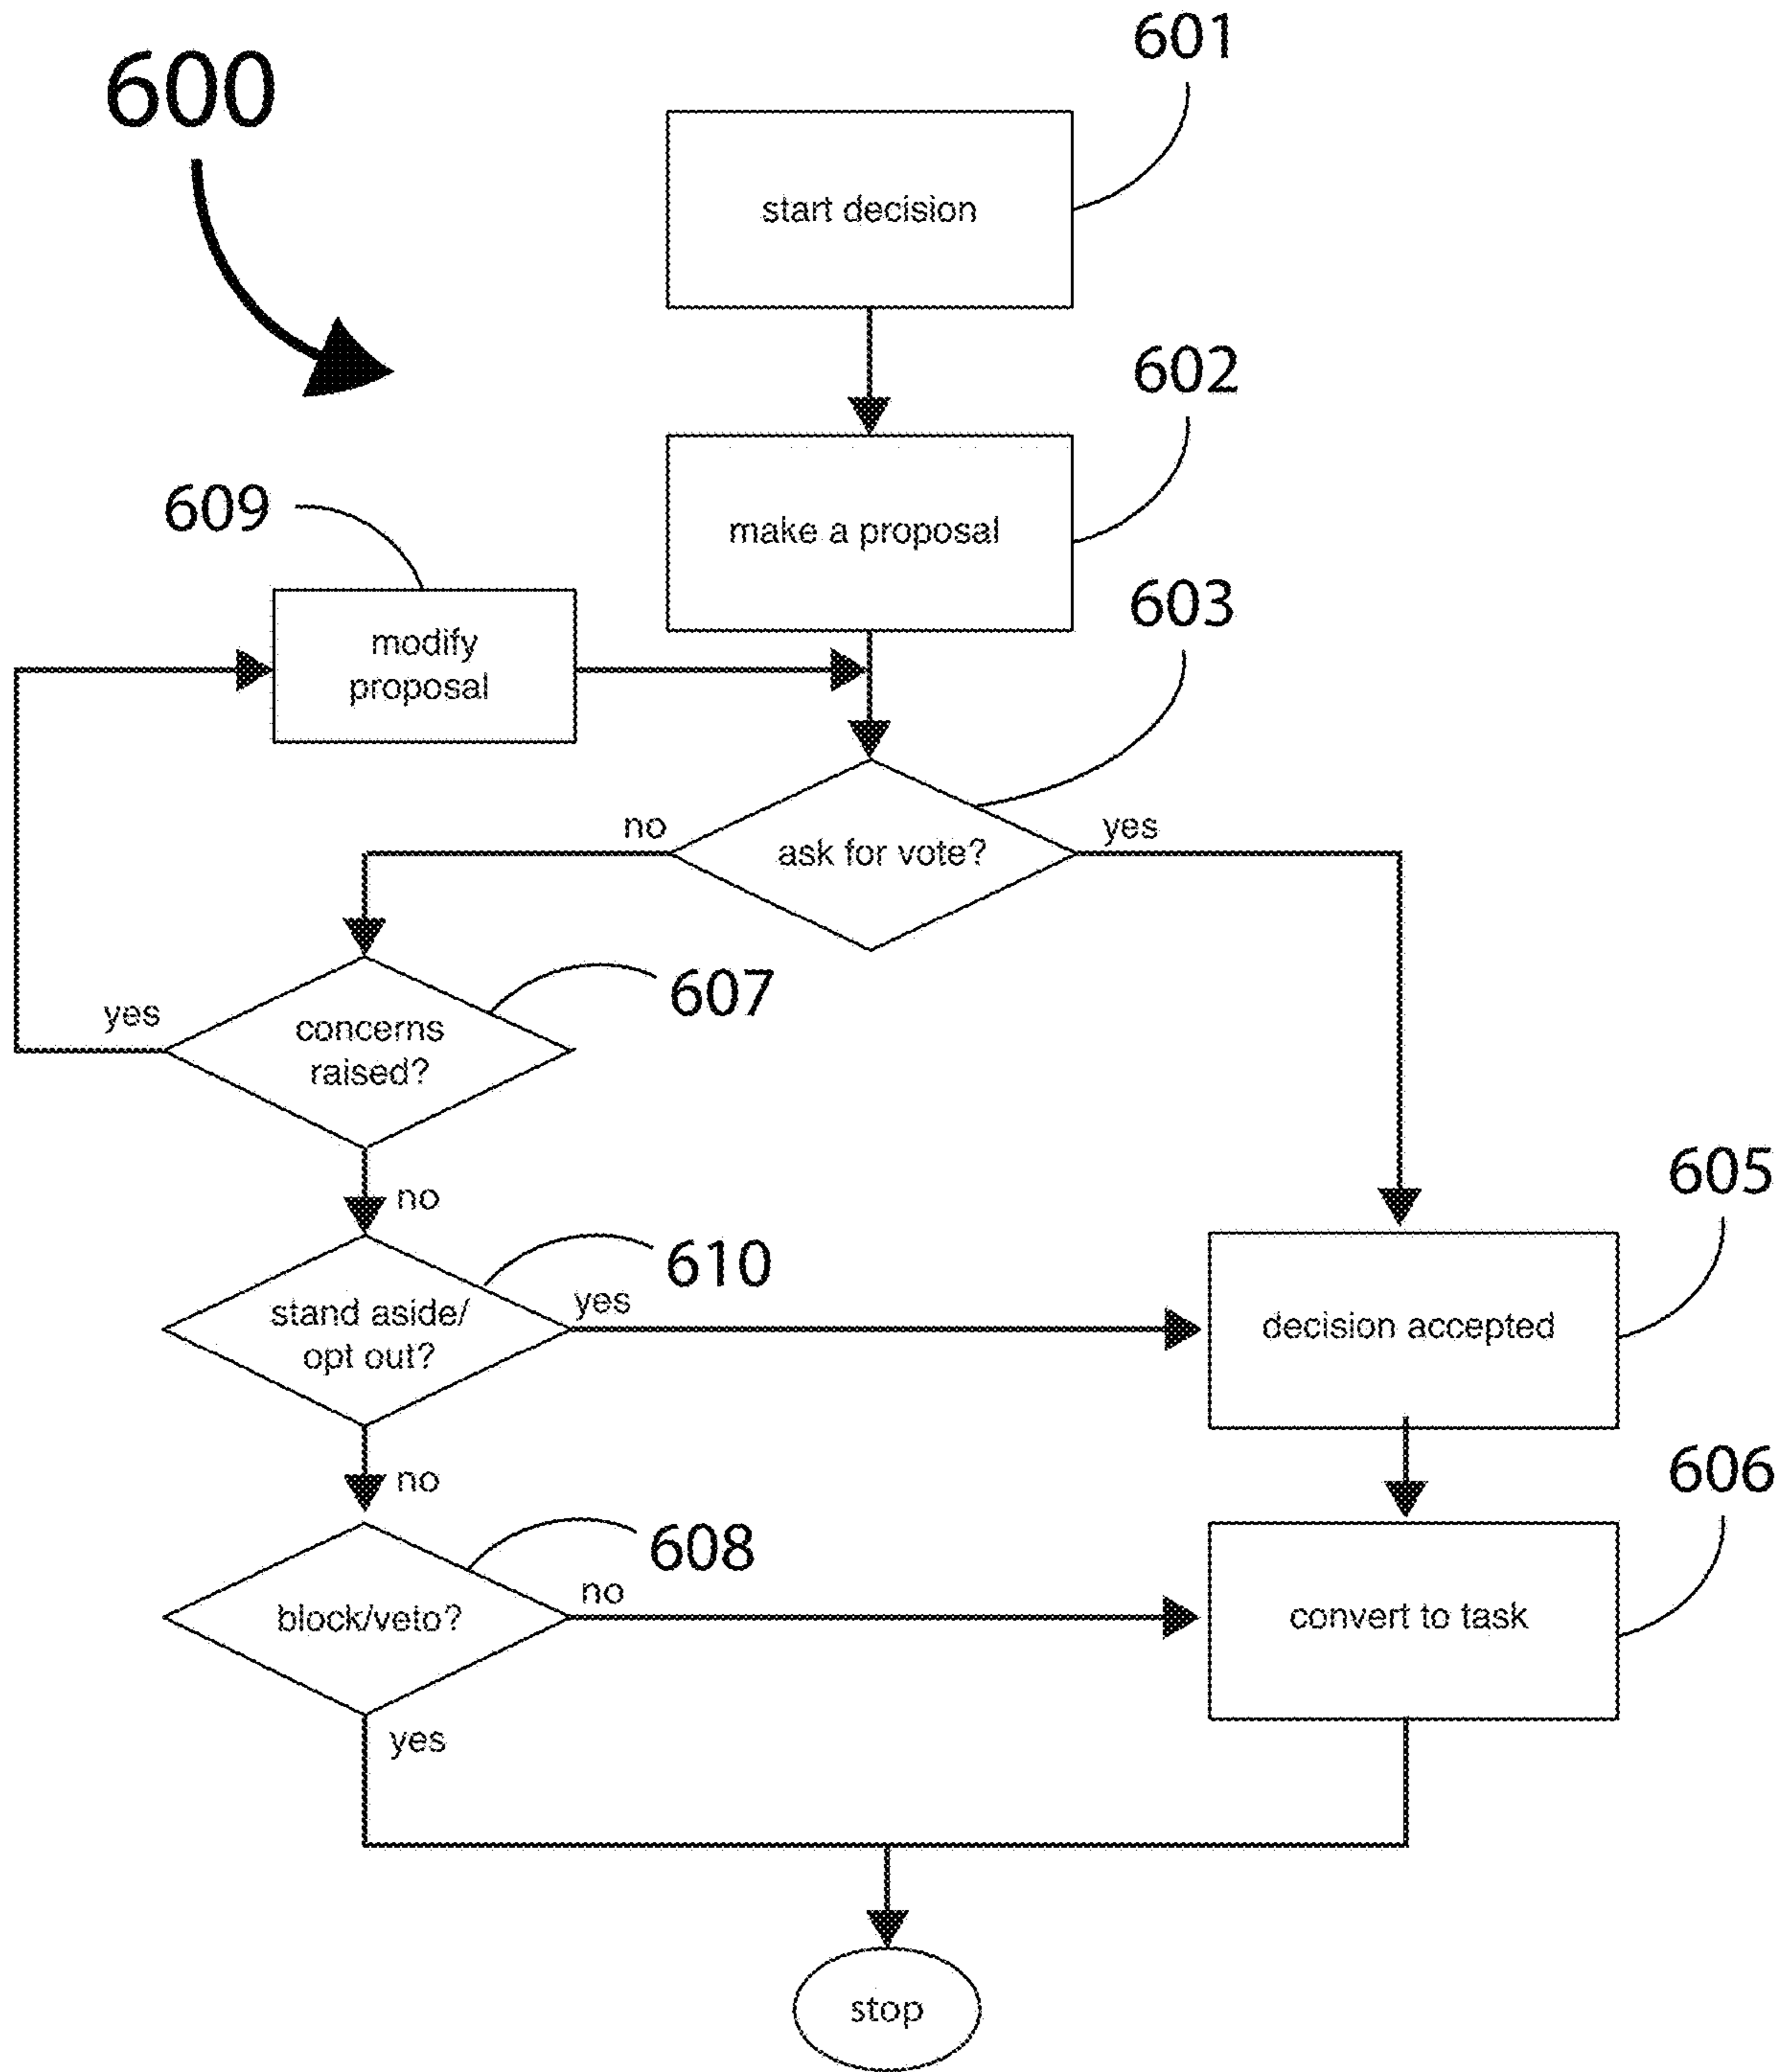 600
601
start decision
602
make a proposal
609
modify
proposal
603
no
ask for vote?
yes
607
yes
concerns
raised?
no
605
610
stand aside/
opt out?
yes
decision accepted
no
606
608
block/veto?
no
convert to task
yes
stop